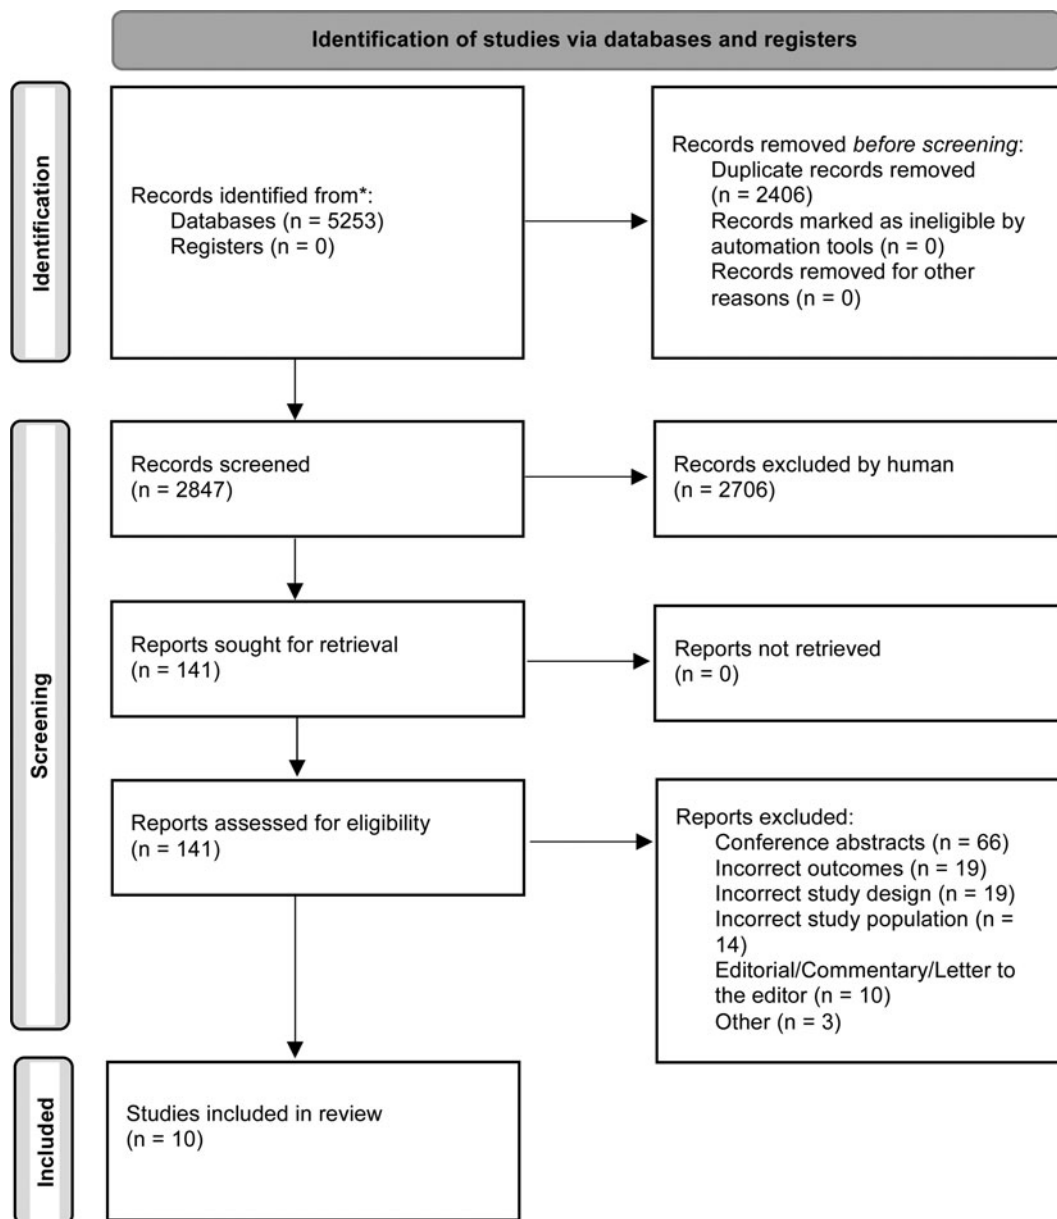 Identification of studies via databases and registers
Identification
Records identified from*:
Databases (n = 5253)
Registers (n = 0)
Records removed before screening:
Duplicate records removed
(n = 2406)
Records marked as ineligible by
automation tools (n = 0)
Records removed for other
reasons (n = 0)
Screening
Records screened
(n = 2847)
Records excluded by human
(n = 2706)
Reports sought for retrieval
(n = 141)
Reports not retrieved
(n = 0)
Reports assessed for eligibility
(n = 141)
Reports excluded:
Conference abstracts (n = 66)
Incorrect outcomes (n = 19)
Incorrect study design (n = 19)
Incorrect study population (n =
14)
Editorial/Commentary/Letter to
the editor (n = 10)
Other (n = 3)
Included
Studies included in review
(n = 10)